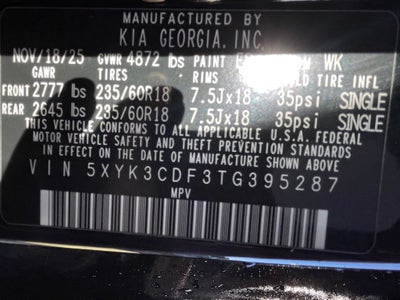 MANUFACTURED BY
KIA GEORGIA, INC.
NOV/18/25 GVWR 4872 lbs PAINT WK
GAWR TIRES RIMS COLD TIRE INFL
FRONT 2777 lbs 235/60R18 7.5Jx18 35psi SINGLE
REAR 2645 lbs 235/60R18 7.5Jx18 35psi SINGLE
THIS VEHICLE CONFORMS TO ALL APPLICABLE U.S.A. FEDERAL
MOTOR VEHICLE SAFETY AND THEFT PREVENTION STANDARDS
IN EFFECT ON THE DATE OF MANUFACTURE SHOWN ABOVE.
VIN 5XYK3CDF3TG395287
MPV